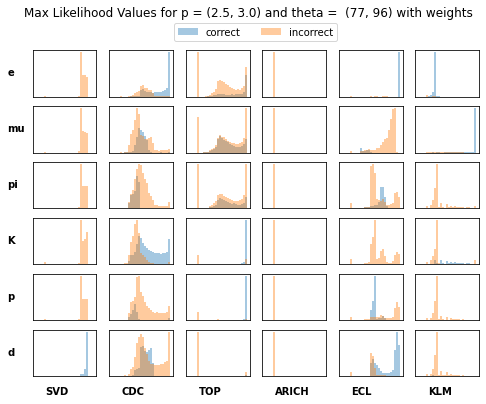 Max Likelihood Values for p = (2.5, 3.0) and theta =  (77, 96) with weights
correct incorrect
e
mu
pi
K
p
d
SVD CDC TOP ARICH ECL KLM